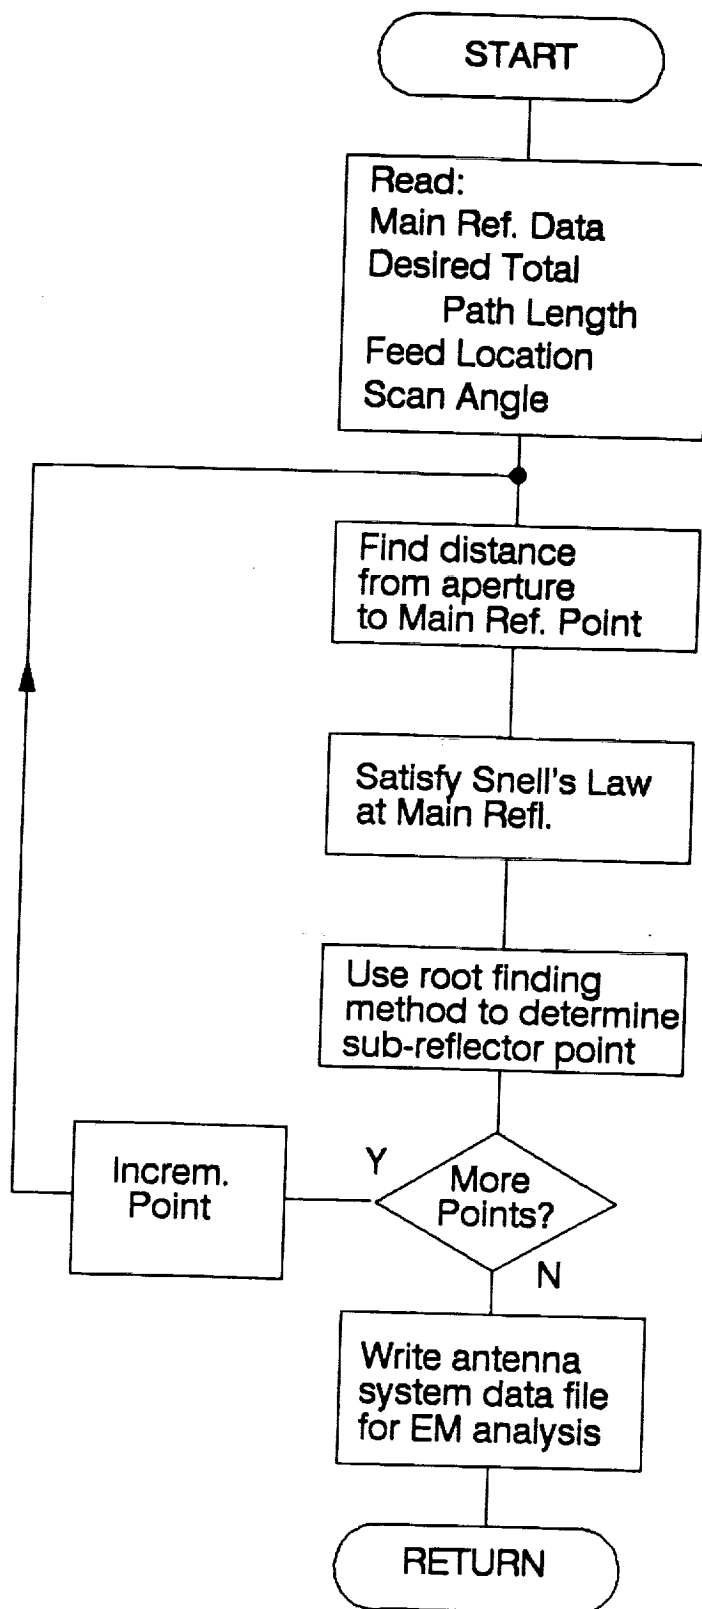 START
Read:
Main Ref. Data
Desired Total
Path Length
Feed Location
Scan Angle
Find distance
from aperture
to Main Ref. Point
Satisfy Snell's Law
at Main Refl.
Use root finding
method to determine
sub-reflector point
More
Points?
Y
Increm.
Point
N
Write antenna
system data file
for EM analysis
RETURN